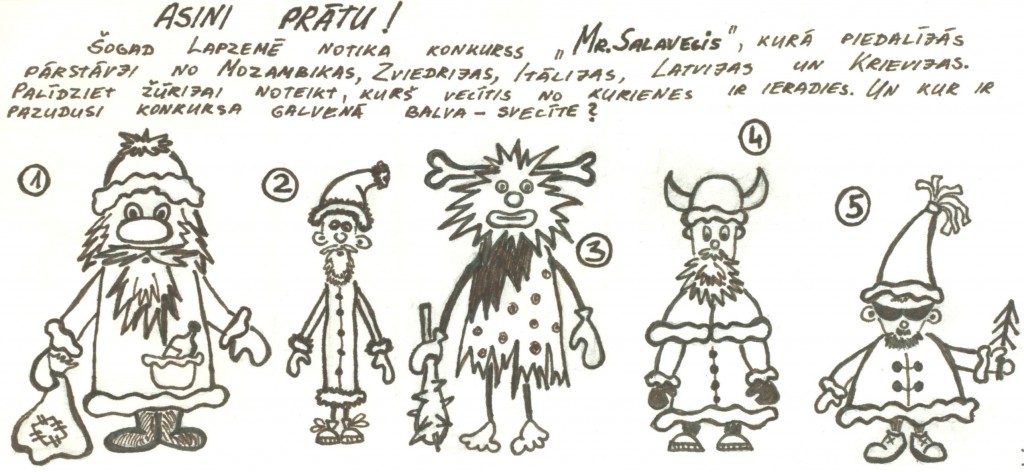 ASINI PRĀTU!
ŠOGAD LAPZEMĒ NOTIKA KONKURSS „MR. SALAVECIS”, KURĀ PIEDALĪJĀS
PĀRSTĀVJI NO MOZAMBIKAS, ZVIEDRIJAS, ITĀLIJAS, LATVIJAS UN KRIEVIJAS.
PALĪDZIET ŽŪRIJAI NOTEIKT, KURŠ VECĪTIS NO KURIENES IR IERADIES. UN KUR IR
PAZUDUSI KONKURSA GALVENĀ BALVA – SVECĪTE?
1
2
3
4
5